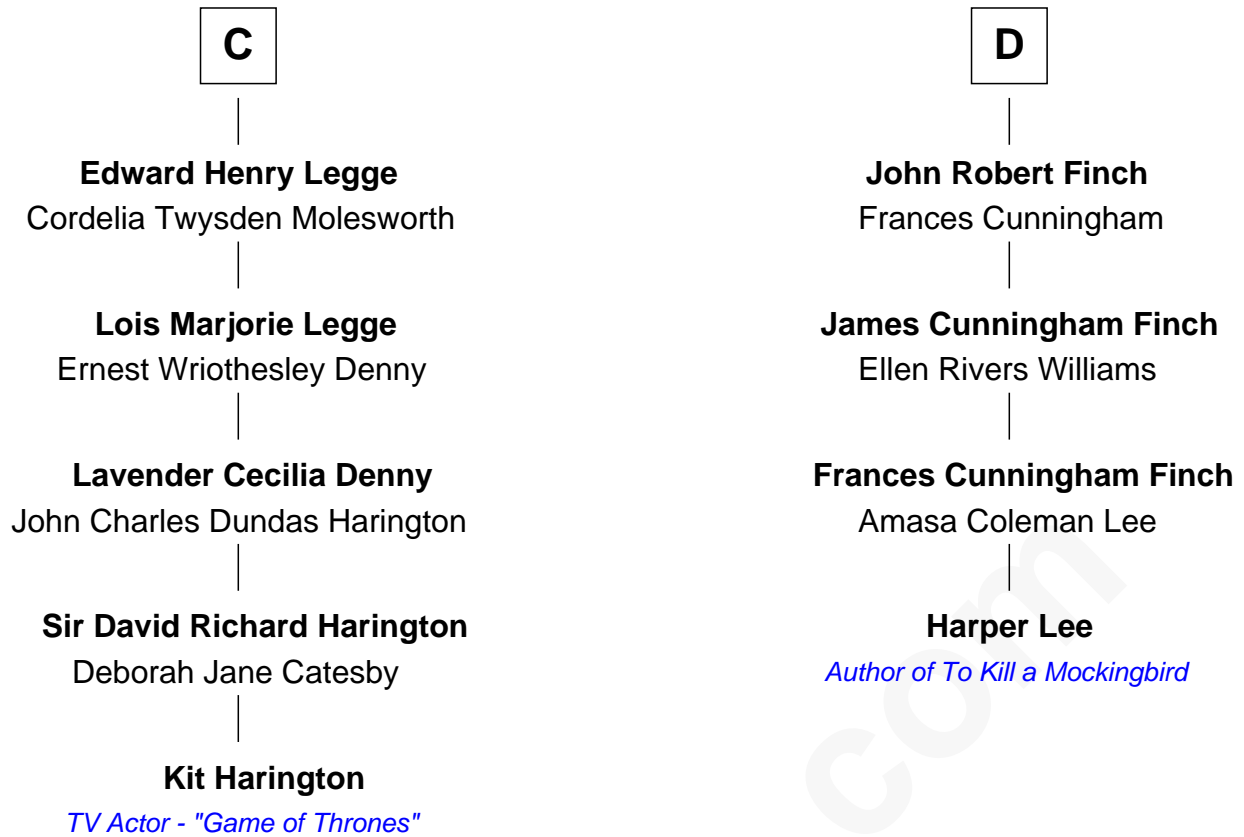 C
Edward Henry Legge
Cordelia Twysden Molesworth
Lois Marjorie Legge
Ernest Wriothesley Denny
Lavender Cecilia Denny
John Charles Dundas Harington
Sir David Richard Harington
Deborah Jane Catesby
Kit Harington
TV Actor - "Game of Thrones"
D
John Robert Finch
Frances Cunningham
James Cunningham Finch
Ellen Rivers Williams
Frances Cunningham Finch
Amasa Coleman Lee
Harper Lee
Author of To Kill a Mockingbird
com